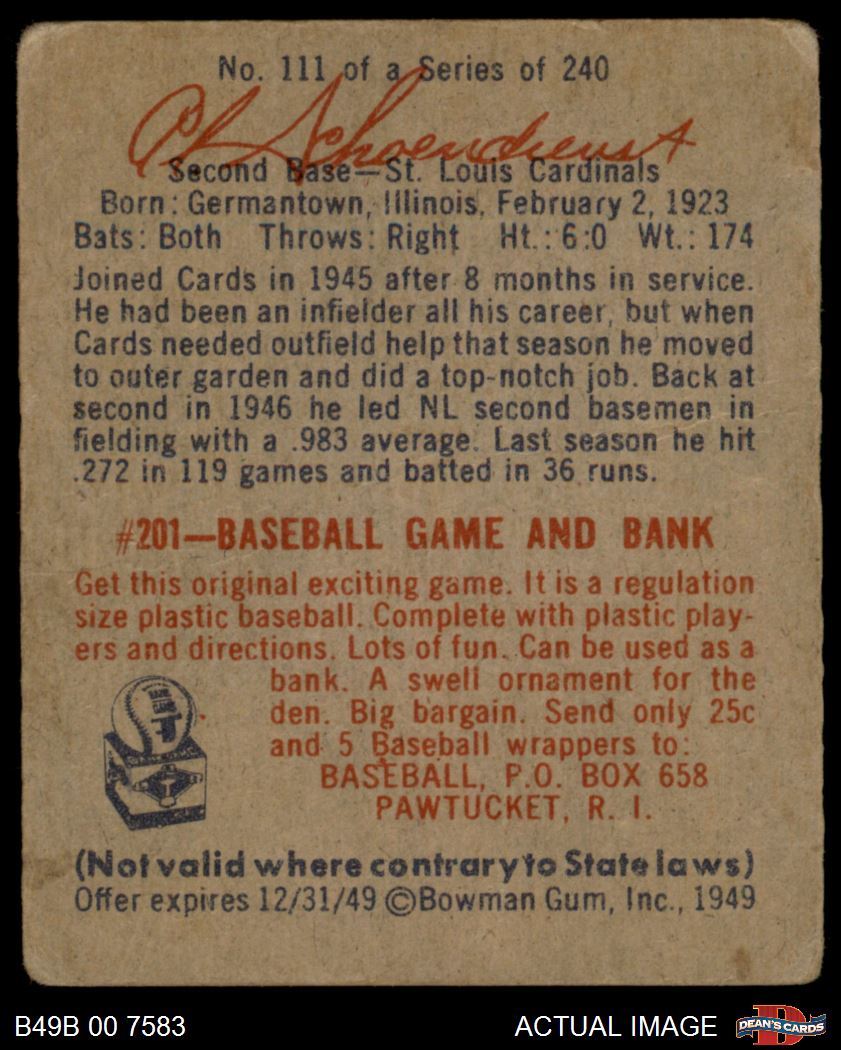 No. 111 of a Series of 240
Schoendienst
Second Base—St. Louis Cardinals
Born: Germantown, Illinois, February 2, 1923
Bats: Both Throws: Right Ht.: 6:0 Wt.: 174
Joined Cards in 1945 after 8 months in service.
He had been an infielder all his career, but when
Cards needed outfield help that season he moved
to outer garden and did a top-notch job. Back at
second in 1946 he led NL second basemen in
fielding with a .983 average. Last season he hit
.272 in 119 games and batted in 36 runs.
#201—BASEBALL GAME AND BANK
Get this original exciting game. It is a regulation
size plastic baseball. Complete with plastic play-
ers and directions. Lots of fun. Can be used as a
bank. A swell ornament for the
den. Big bargain. Send only 25c
and 5 Baseball wrappers to:
BASEBALL, P.O. BOX 658
PAWTUCKET, R. I.
(Not valid where contrary to State laws)
Offer expires 12/31/49 ©Bowman Gum, Inc., 1949
B49B 00 7583
ACTUAL IMAGE
DEAN'S CARDS